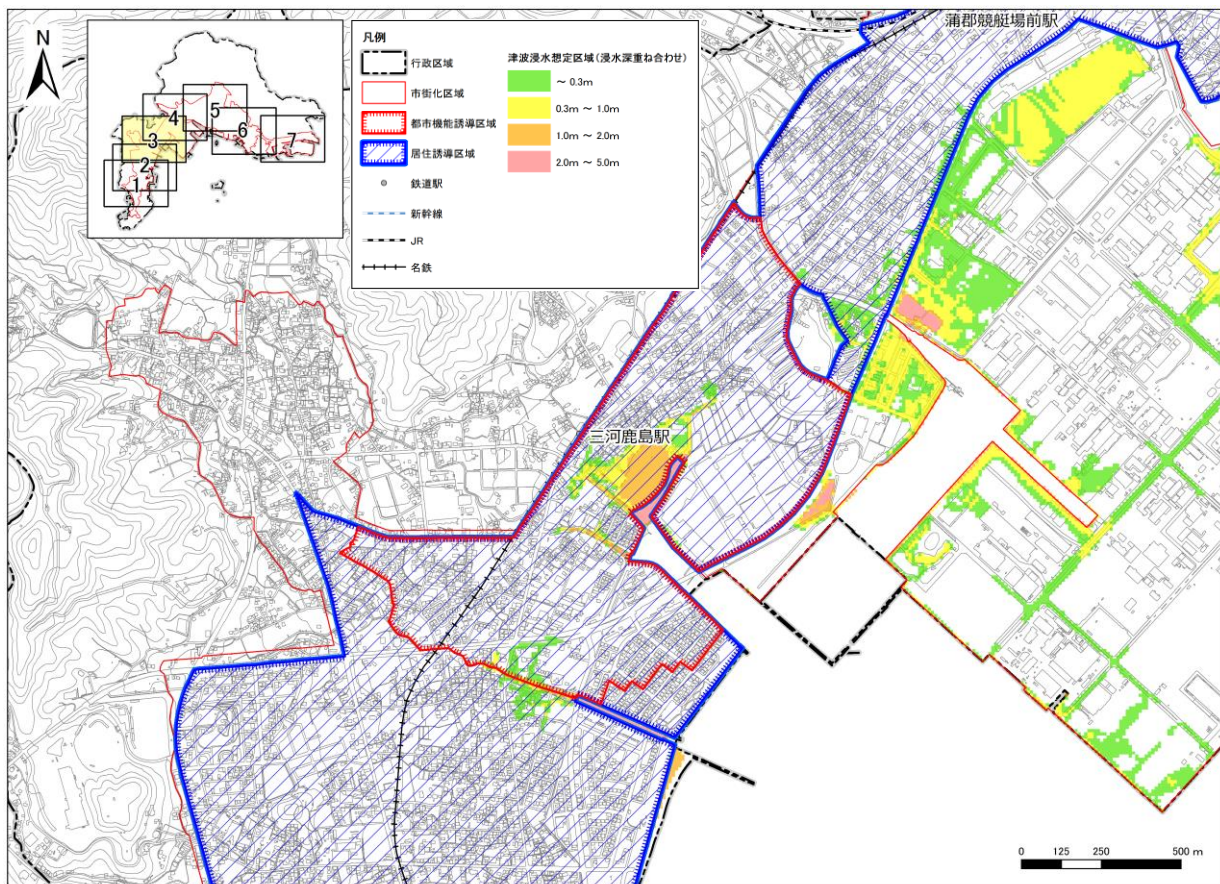 蒲郡競艇場前駅
N
凡例
行政区域
市街化区域
都市機能誘導区域
居住誘導区域
鉄道駅
新幹線
JR
名鉄
津波浸水想定区域(浸水深重ね合わせ)
～ 0.3m
0.3m ～ 1.0m
1.0m ～ 2.0m
2.0m ～ 5.0m
5
4
6
7
3
2
1
三河鹿島駅
0 125 250 500 m